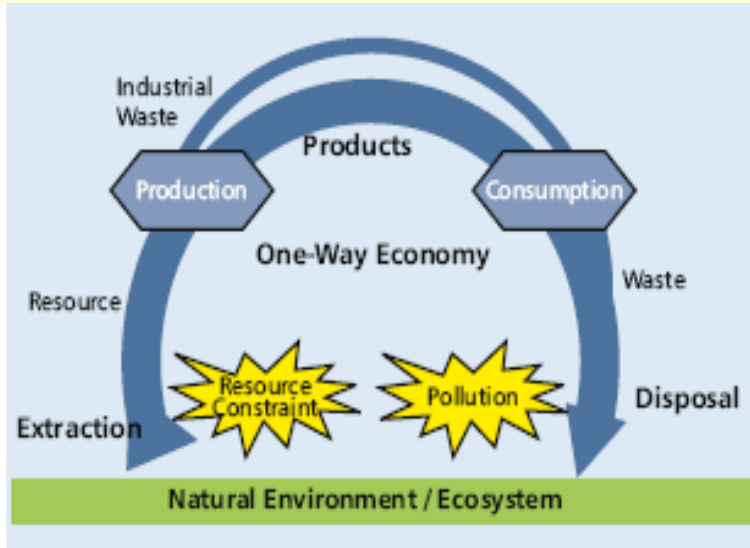 Industrial
Waste
Products
Production
Consumption
One-Way Economy
Resource
Waste
Resource
Constraint
Pollution
Extraction
Disposal
Natural Environment / Ecosystem